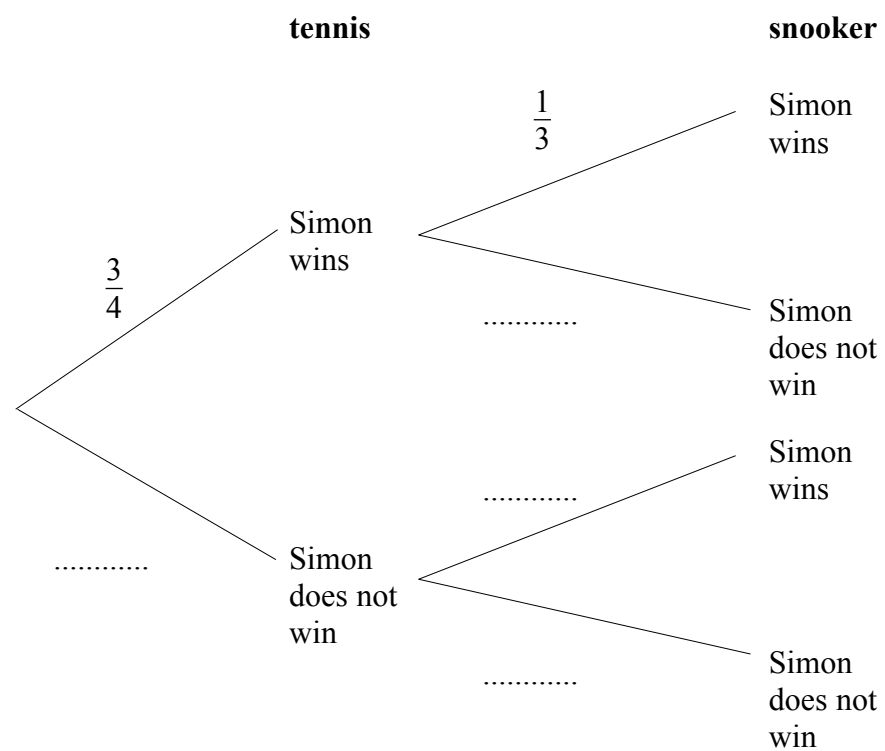 tennis
snooker
1
3
Simon
wins
Simon
wins
3
4
............
Simon
does not
win
Simon
wins
............
............
Simon
does not
win
............
Simon
does not
win